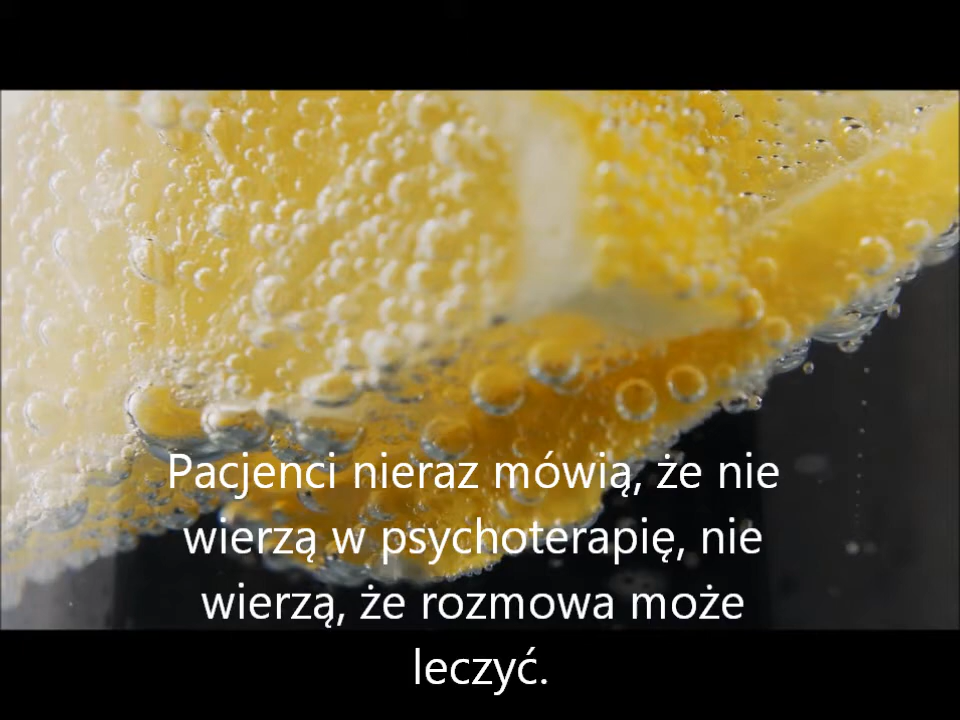 Pacjenci nieraz mówią, że nie
wierzą w psychoterapię, nie
wierzą, że rozmowa może
leczyć.